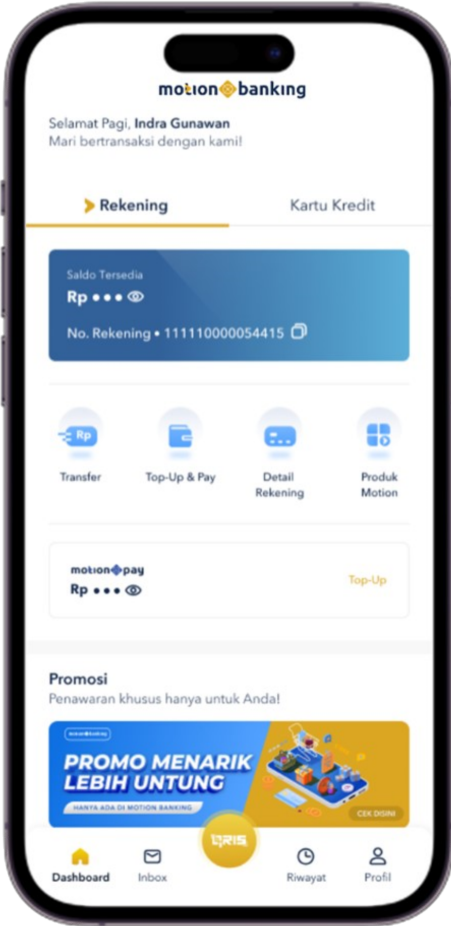 motion banking
Selamat Pagi, Indra Gunawan
Mari bertransaksi dengan kami!
Rekening
Kartu Kredit
Saldo Tersedia
Rp •••
No. Rekening • 111110000054415
Rp
Transfer
Top-Up & Pay
Detail
Rekening
Produk
Motion
motion pay
Rp •••
Top-Up
Promosi
Penawaran khusus hanya untuk Anda!
motion banking
PROMO MENARIK
LEBIH UNTUNG
HANYA ADA DI MOTION BANKING
CEK DISINI
QRIS
Dashboard
Inbox
Riwayat
Profil